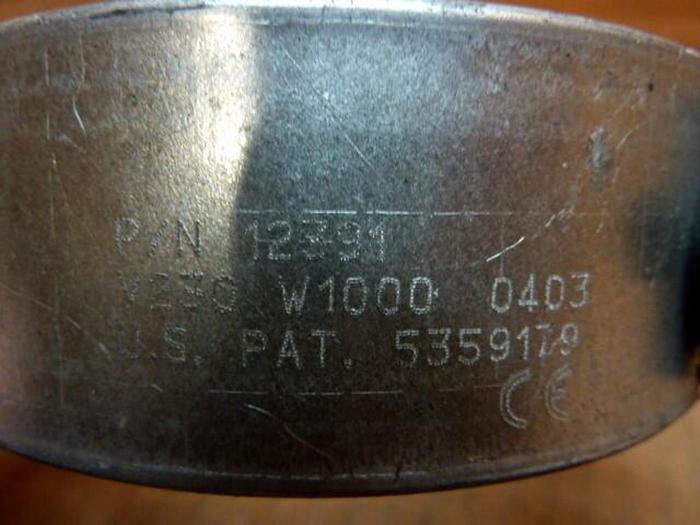 P/N 12391
V230 W1000 0403
U.S. PAT. 5359179
CE